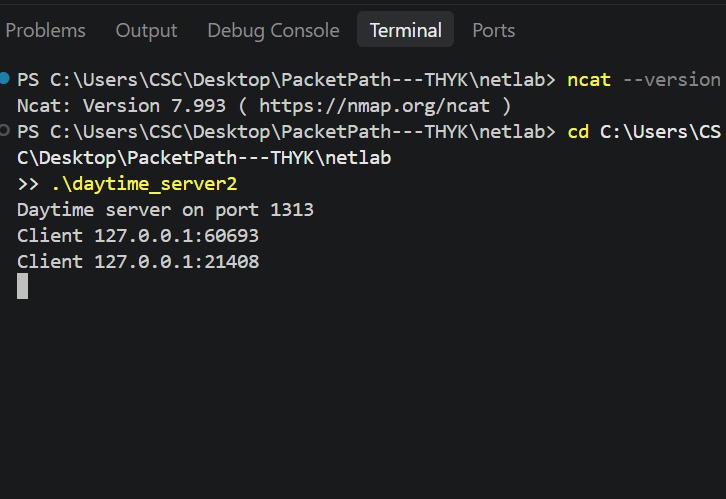 Problems Output Debug Console Terminal Ports
PS C:\Users\CSC\Desktop\PacketPath---THYK\netlab> ncat --version
Ncat: Version 7.993 ( https://nmap.org/ncat )
PS C:\Users\CSC\Desktop\PacketPath---THYK\netlab> cd C:\Users\CS
C\Desktop\PacketPath---THYK\netlab
>> .\daytime_server2
Daytime server on port 1313
Client 127.0.0.1:60693
Client 127.0.0.1:21408